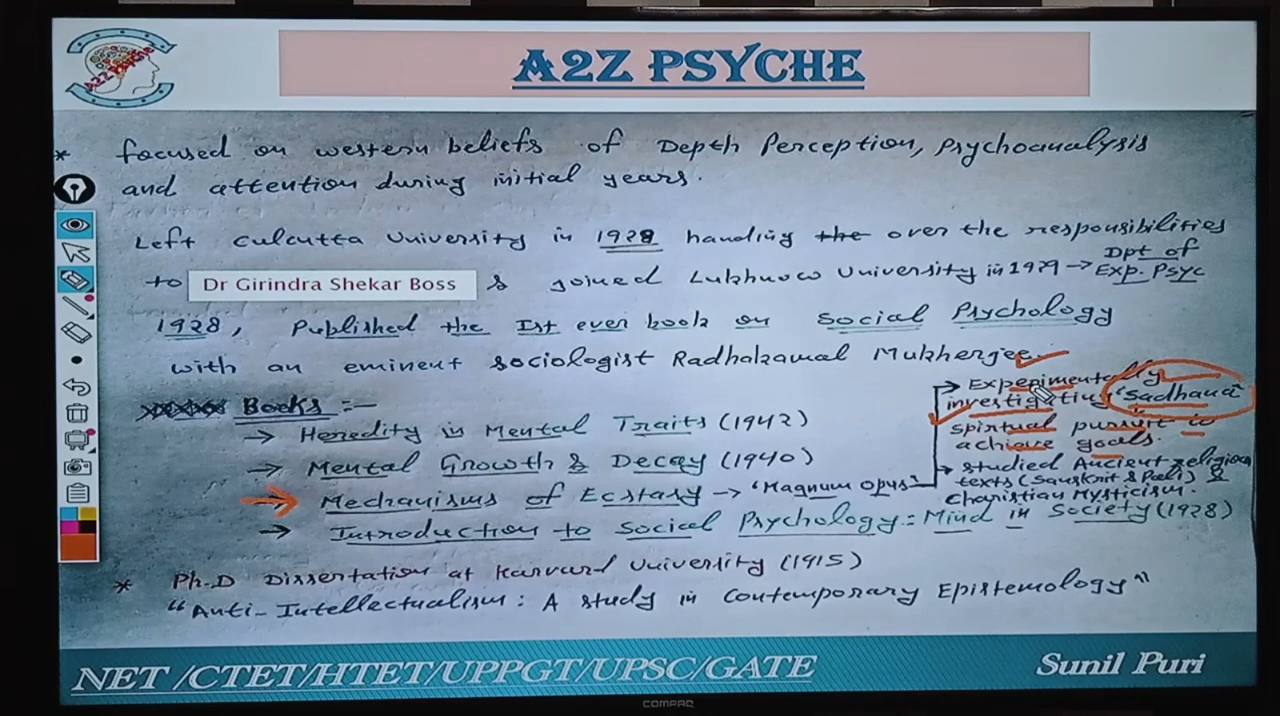 A2Z Psyche
A2Z PSYCHE
* focused on western beliefs of Depth Perception, Psychoanalysis
and attention during initial years.
Left Culcutta University in 1928 handing the over the responsibilities
to Dr Girindra Shekar Boss & joined Lukhnow University in 1929 → Dpt of
Exp. Psyc
1928, Published the Ist ever book on Social Psychology
with an eminent sociologist Radhakamal Mukherjee.
Books :-
→ Heredity in Mental Traits (1942)
→ Mental Growth & Decay (1940)
→ Mechanisms of Ecstasy → "Magnum Opus"
→ Experimentally
investigating "Sadhana"
spiritual pursuit to
achieve goals.
→ Studied Ancient religious
texts (Sanskrit & Pali) &
Christian Mysticism.
→ Introduction to Social Psychology: Mind in Society (1928)
* Ph.D Dissertation at Harvard University (1915)
"Anti-Intellectualism: A study in Contemporary Epistemology"
NET /CTET/HTET/UPPGT/UPSC/GATE
Sunil Puri
COMPAQ